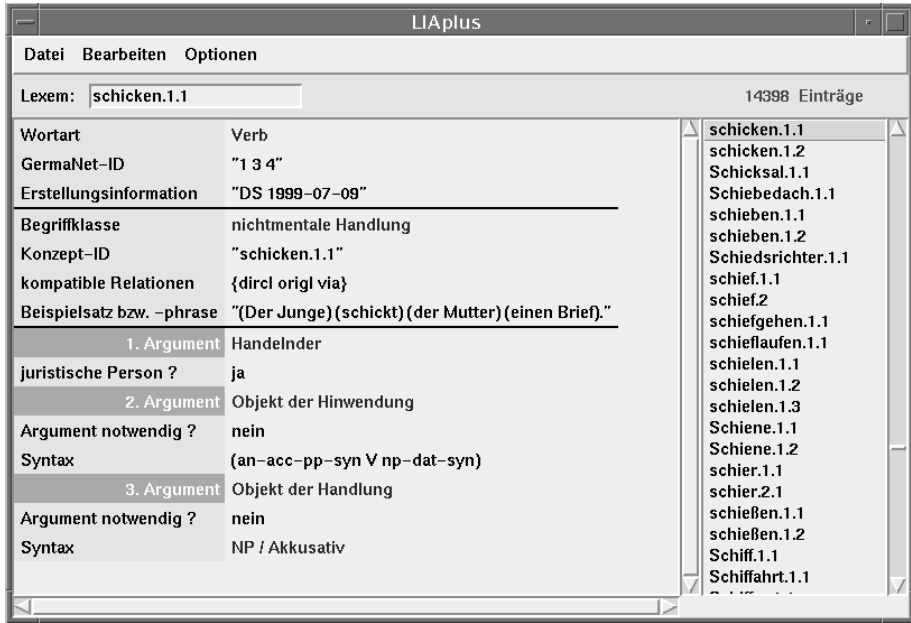 LIAplus
Datei Bearbeiten Optionen
Lexem: schicken.1.1 14398 Einträge
Wortart Verb
GermaNet-ID "1 3 4"
Erstellungsinformation "DS 1999-07-09"
Begriffklasse nichtmentale Handlung
Konzept-ID "schicken.1.1"
kompatible Relationen {dircl origl via}
Beispielsatz bzw. -phrase "(Der Junge)(schickt)(der Mutter)(einen Brief)."
1. Argument Handelnder
juristische Person ? ja
2. Argument Objekt der Hinwendung
Argument notwendig ? nein
Syntax (an-acc-pp-syn V np-dat-syn)
3. Argument Objekt der Handlung
Argument notwendig ? nein
Syntax NP / Akkusativ
schicken.1.1
schicken.1.2
Schicksal.1.1
Schiebedach.1.1
schieben.1.1
schieben.1.2
Schiedsrichter.1.1
schief.1.1
schief.2
schiefgehen.1.1
schieflaufen.1.1
schielen.1.1
schielen.1.2
schielen.1.3
Schiene.1.1
Schiene.1.2
schier.1.1
schier.2.1
schießen.1.1
schießen.1.2
Schiff.1.1
Schiffahrt.1.1